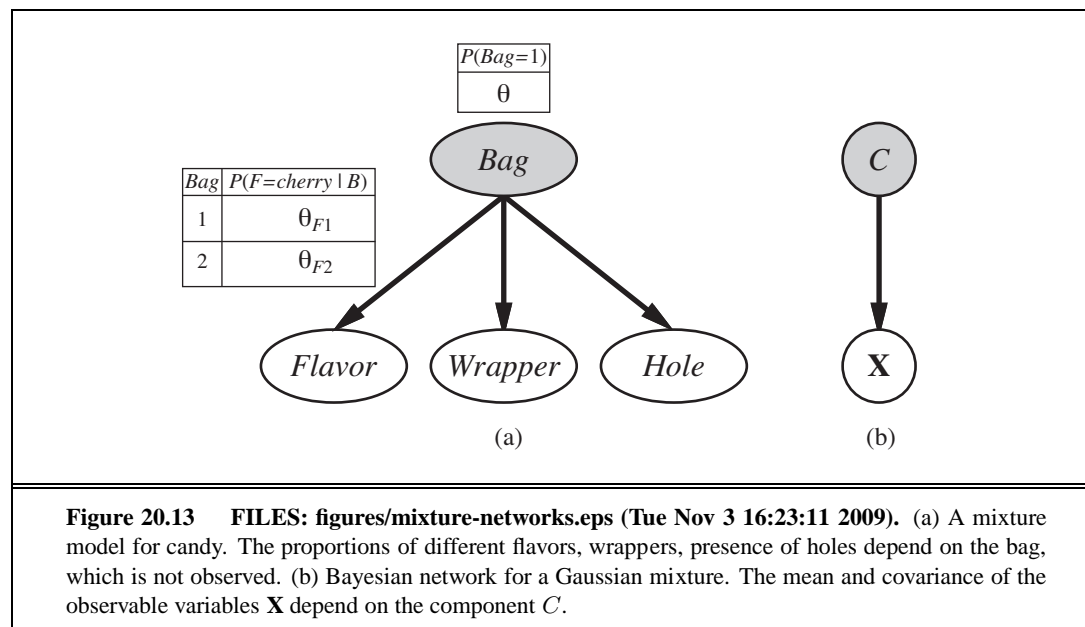 P(Bag=1)
θ
Bag
C
Bag P(F=cherry | B)
1 θF1
2 θF2
Flavor Wrapper Hole X
(a) (b)
Figure 20.13 FILES: figures/mixture-networks.eps (Tue Nov 3 16:23:11 2009). (a) A mixture
model for candy. The proportions of different flavors, wrappers, presence of holes depend on the bag,
which is not observed. (b) Bayesian network for a Gaussian mixture. The mean and covariance of the
observable variables X depend on the component C.